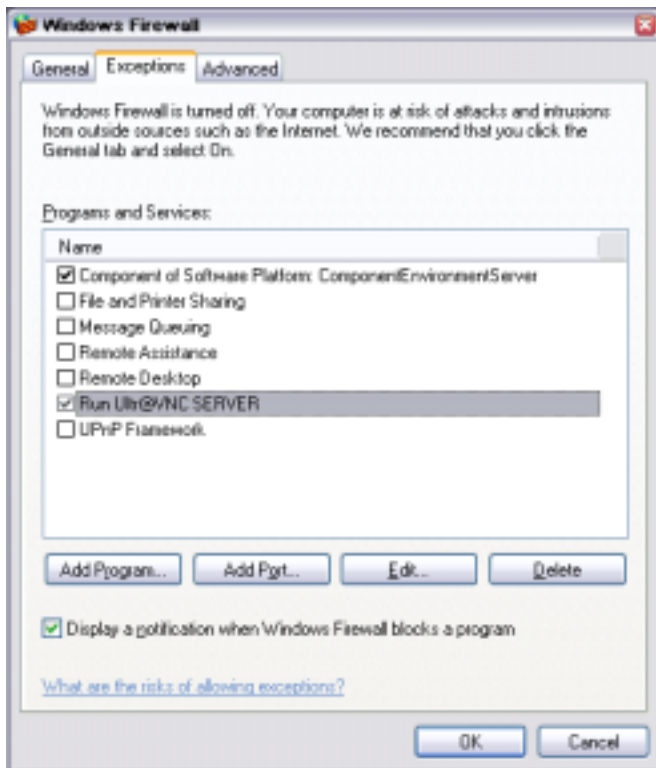 Windows Firewall
General Exceptions Advanced
Windows Firewall is turned off. Your computer is at risk of attacks and intrusions
from outside sources such as the Internet. We recommend that you click the
General tab and select On.
Programs and Services:
Name
Component of Software Platform: ComponentEnvironmentServer
File and Printer Sharing
Message Queuing
Remote Assistance
Remote Desktop
Run Ultr@VNC SERVER
UPnP Framework
Add Program... Add Port... Edit... Delete
Display a notification when Windows Firewall blocks a program
What are the risks of allowing exceptions?
OK Cancel